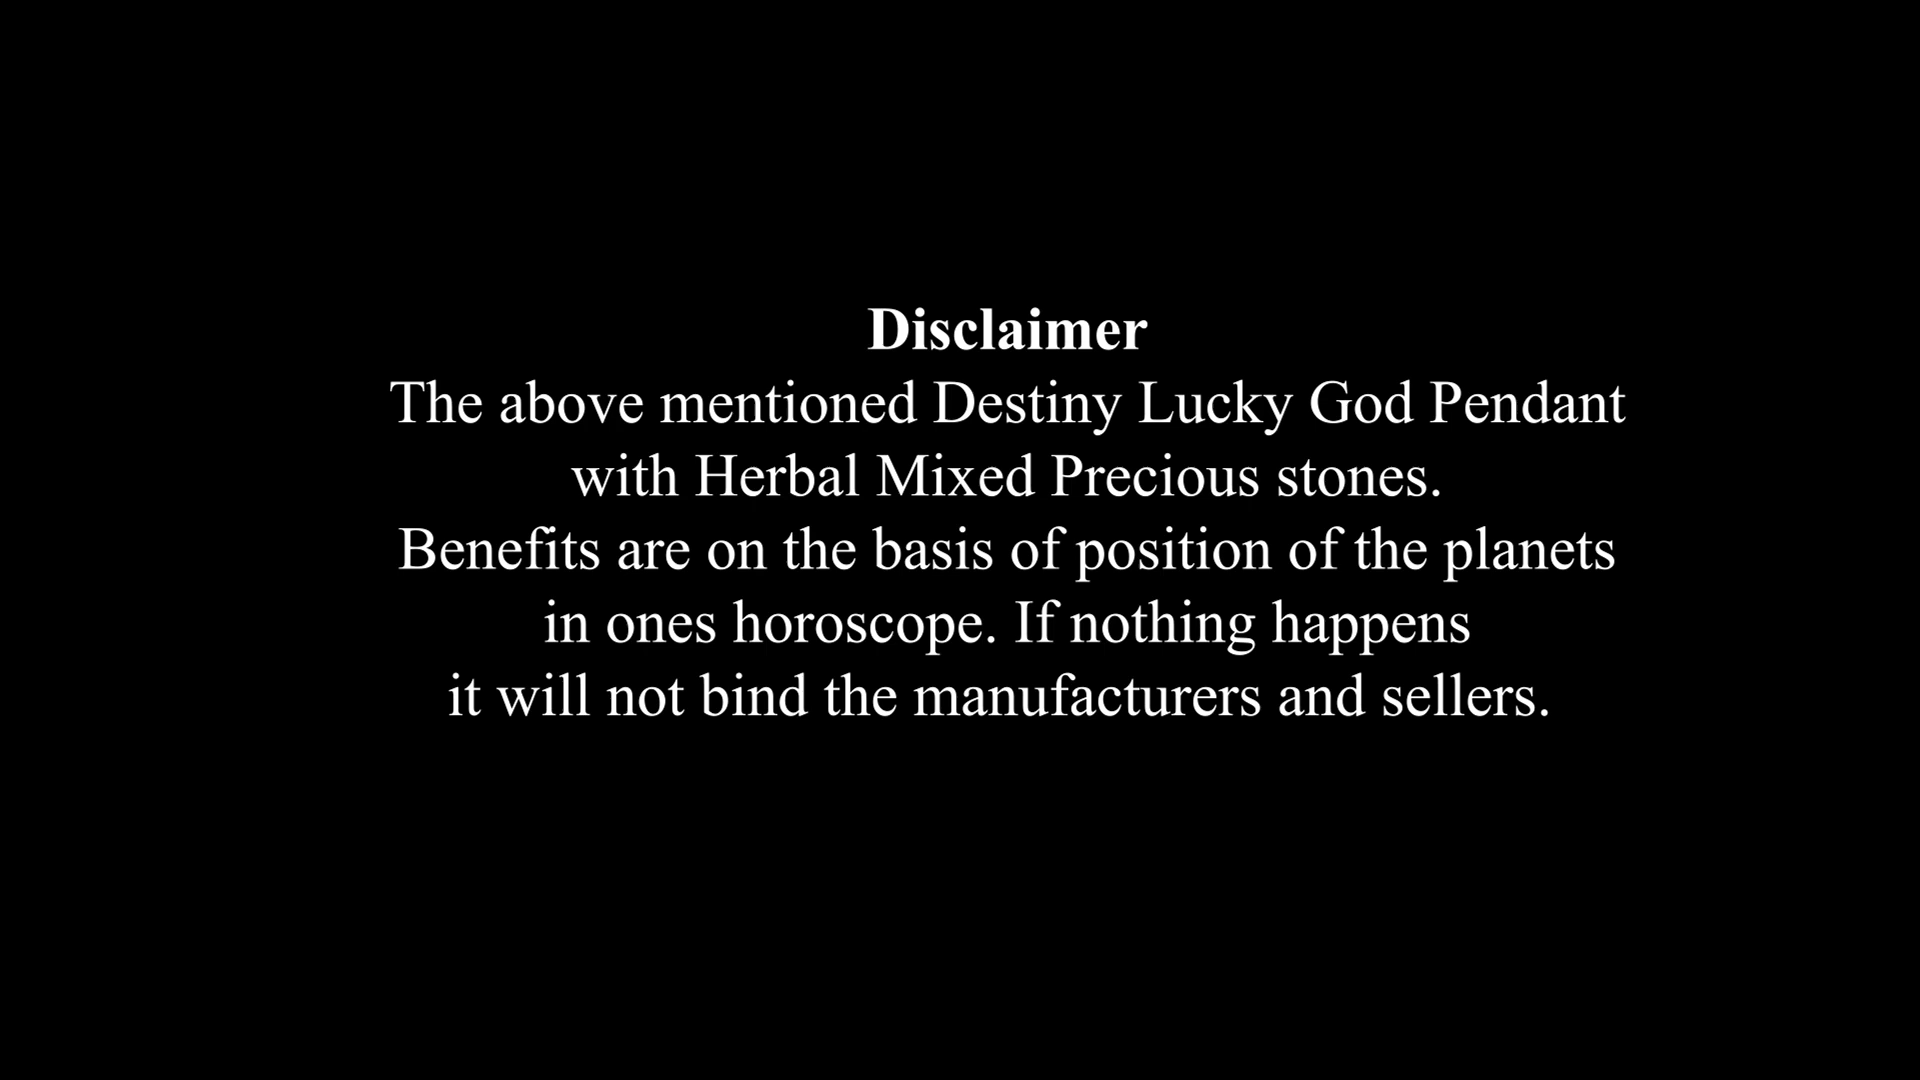 Disclaimer
The above mentioned Destiny Lucky God Pendant
with Herbal Mixed Precious stones.
Benefits are on the basis of position of the planets
in ones horoscope. If nothing happens
it will not bind the manufacturers and sellers.